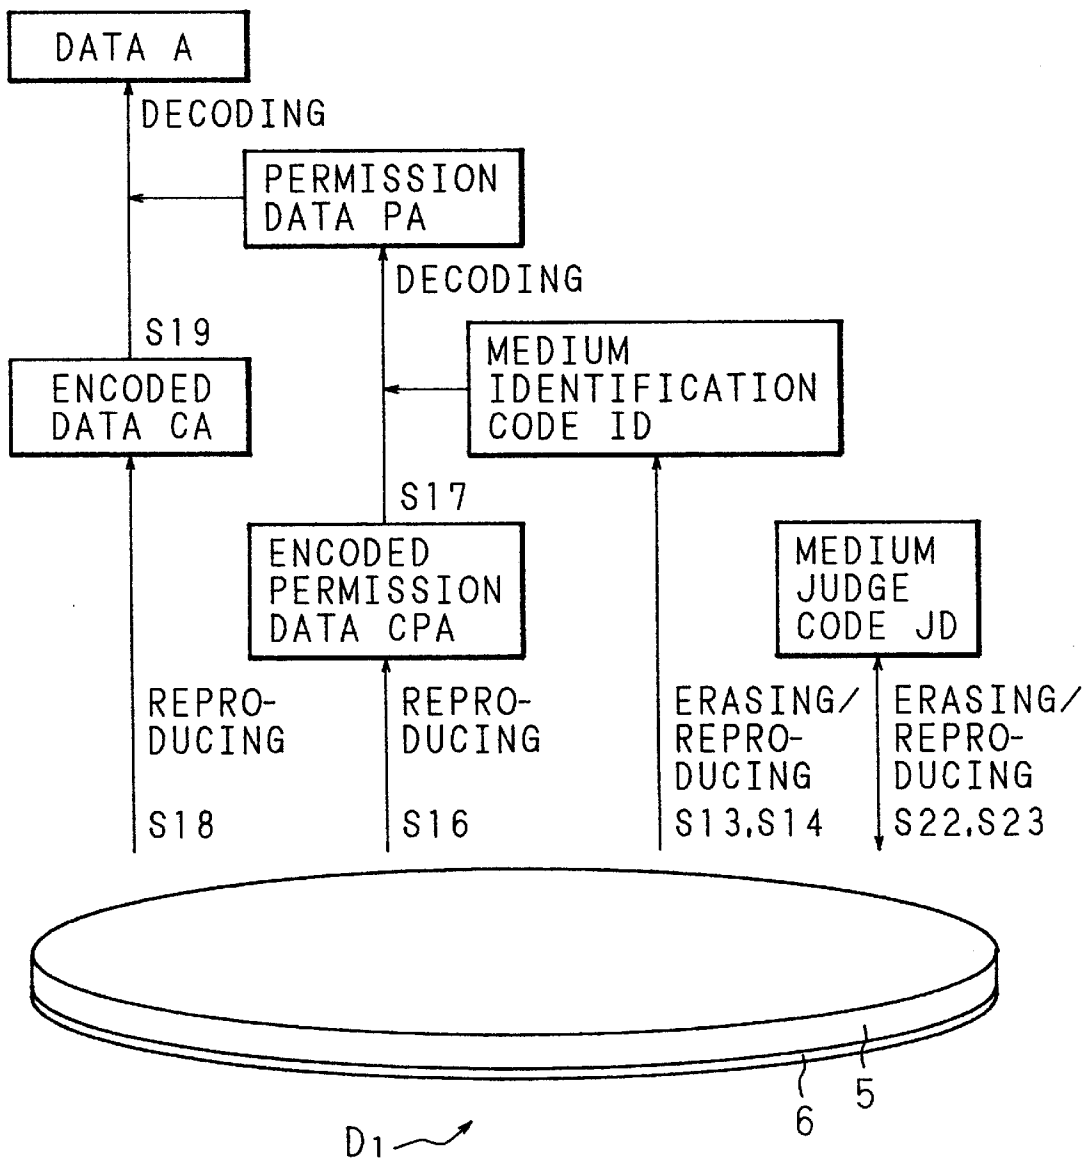 DATA A
DECODING
PERMISSION
DATA PA
DECODING
S19
MEDIUM
IDENTIFICATION
CODE ID
ENCODED
DATA CA
S17
ENCODED
PERMISSION
DATA CPA
MEDIUM
JUDGE
CODE JD
REPRO-
DUCING
S18
REPRO-
DUCING
S16
ERASING/
REPRO-
DUCING
S13,S14
ERASING/
REPRO-
DUCING
S22,S23
5
6
D1